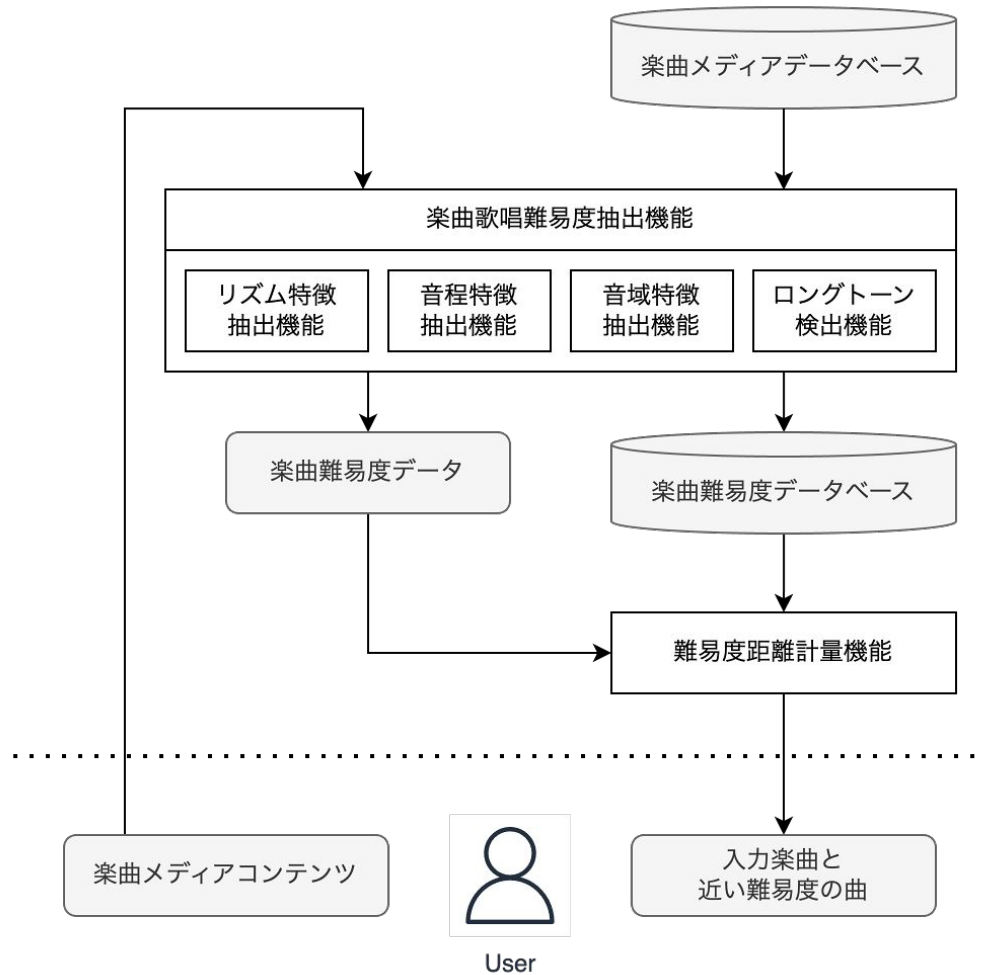 楽曲メディアデータベース
楽曲歌唱難易度抽出機能
リズム特徴
抽出機能
音程特徴
抽出機能
音域特徴
抽出機能
ロングトーン
検出機能
楽曲難易度データ
楽曲難易度データベース
難易度距離計量機能
楽曲メディアコンテンツ
入力楽曲と
近い難易度の曲
User